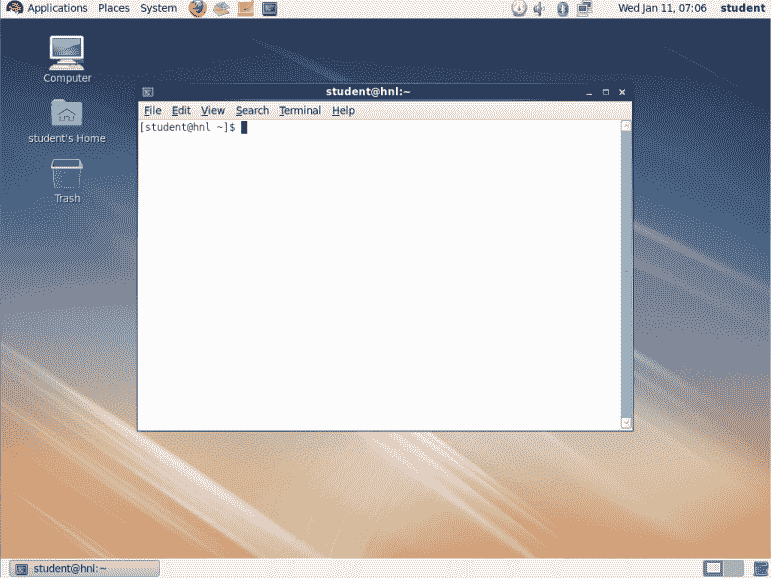 Applications Places System Wed Jan 11, 07:06 student
Computer
student's Home
Trash
student@hnl:~
File Edit View Search Terminal Help
[student@hnl ~]$
student@hnl:~